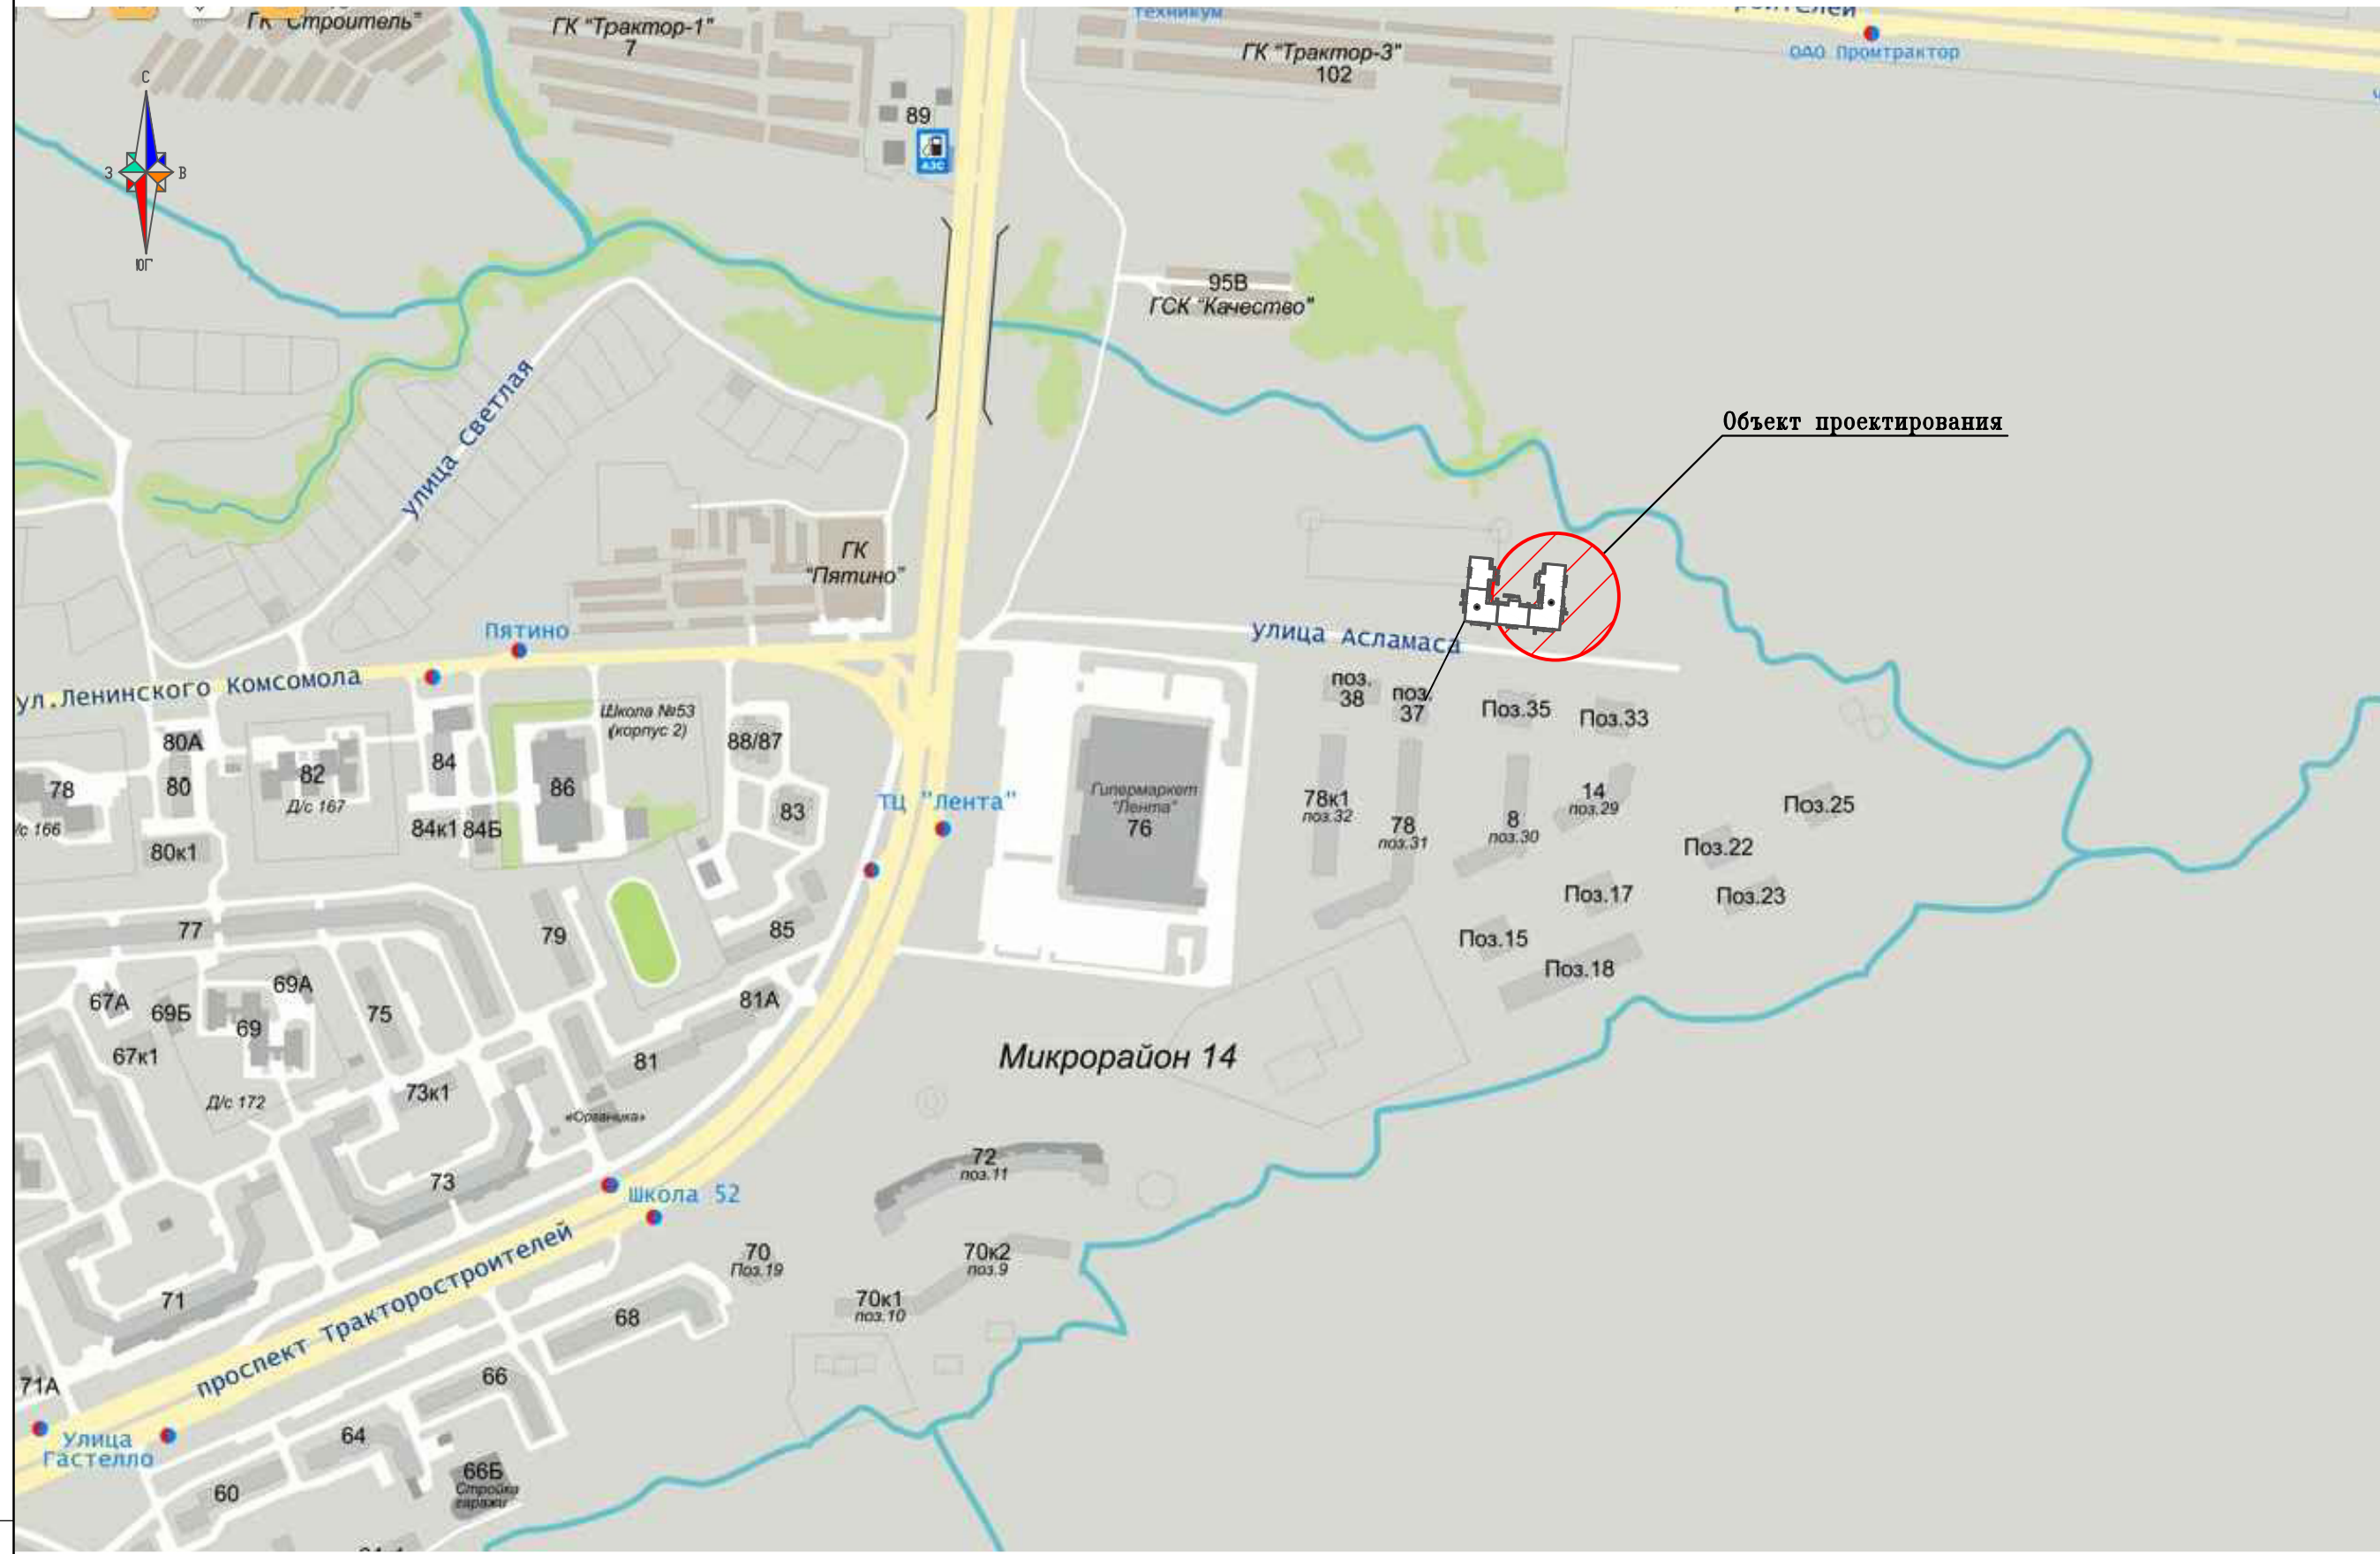 ГК "Строитель"
ГК "Трактор-1"
7
техникум
ГК "Трактор-3"
102
ОАО Промтрактор
С
З
В
ЮГ
89
АЗС
95В
ГСК "Качество"
улица Светлая
Объект проектирования
ГК
"Пятино"
Пятино
улица Асламаса
ул.Ленинского Комсомола
Школа №53
(корпус 2)
88/87
80А
80
78
82
Д/с 167
84
86
83
ТЦ "Лента"
Гипермаркет
"Лента"
76
поз.
38
поз.
37
Поз.35
Поз.33
/с 166
80к1
84к1
84Б
78к1
поз.32
78
поз.31
8
поз.30
14
поз.29
Поз.25
Поз.22
Поз.17
Поз.23
Поз.15
Поз.18
77
79
85
67А
69Б
69А
69
75
81А
67к1
81
Микрорайон 14
Д/с 172
73к1
«Органика»
73
72
поз.11
Школа 52
проспект Тракторостроителей
70
Поз.19
70к2
поз.9
70к1
поз.10
71
68
66
71А
Улица
Гастелло
64
60
66Б
Стройка
гаражи